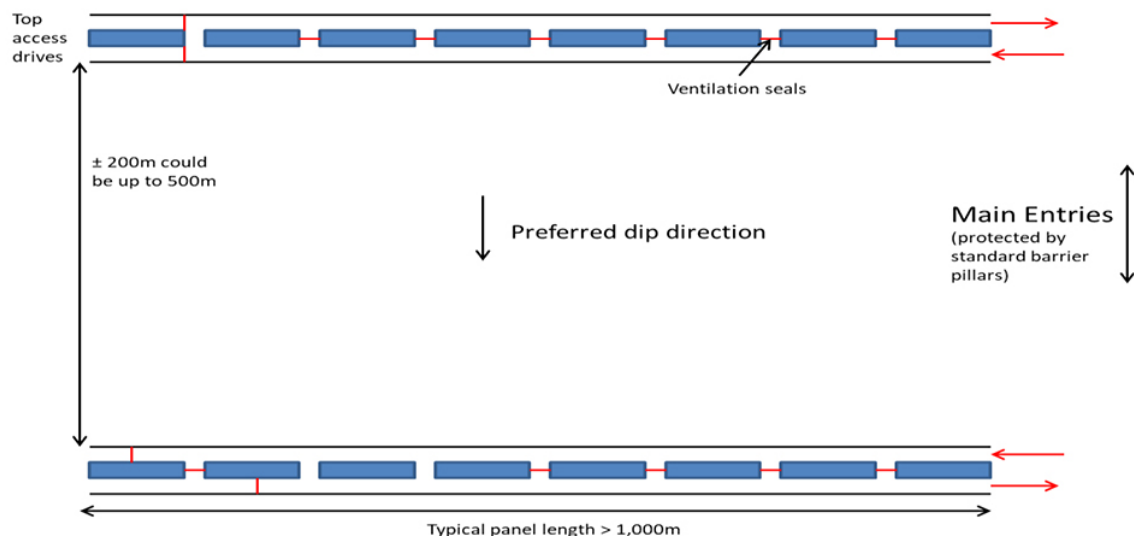 Top
access
drives
Ventilation seals
± 200m could
be up to 500m
Preferred dip direction
Main Entries
(protected by
standard barrier
pillars)
Typical panel length > 1,000m